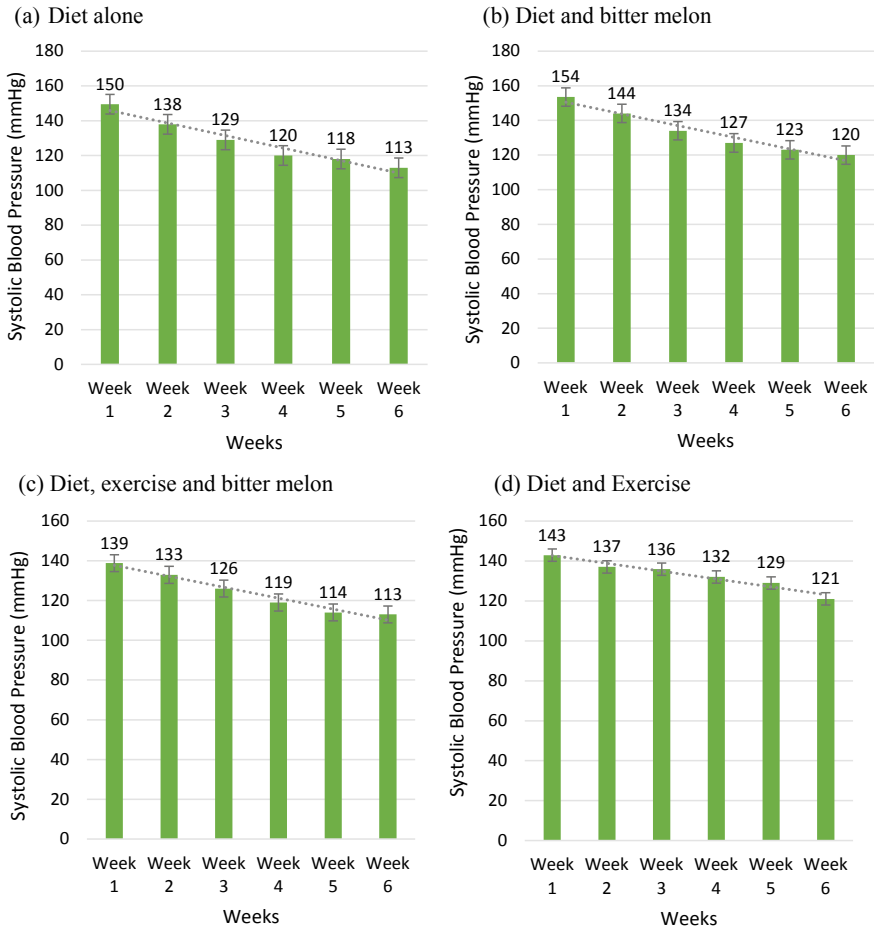 (a) Diet alone
Systolic Blood Pressure (mmHg)
180
160
140
120
100
80
60
40
20
0
150
138
129
120
118
113
Week 1
Week 2
Week 3
Week 4
Week 5
Week 6
Weeks
(b) Diet and bitter melon
Systolic Blood Pressure (mmHg)
180
160
140
120
100
80
60
40
20
0
154
144
134
127
123
120
Week 1
Week 2
Week 3
Week 4
Week 5
Week 6
Weeks
(c) Diet, exercise and bitter melon
Systolic Blood Pressure (mmHg)
160
140
120
100
80
60
40
20
0
139
133
126
119
114
113
Week 1
Week 2
Week 3
Week 4
Week 5
Week 6
Weeks
(d) Diet and Exercise
Systolic Blood Pressure (mmHg)
160
140
120
100
80
60
40
20
0
143
137
136
132
129
121
Week 1
Week 2
Week 3
Week 4
Week 5
Week 6
Weeks